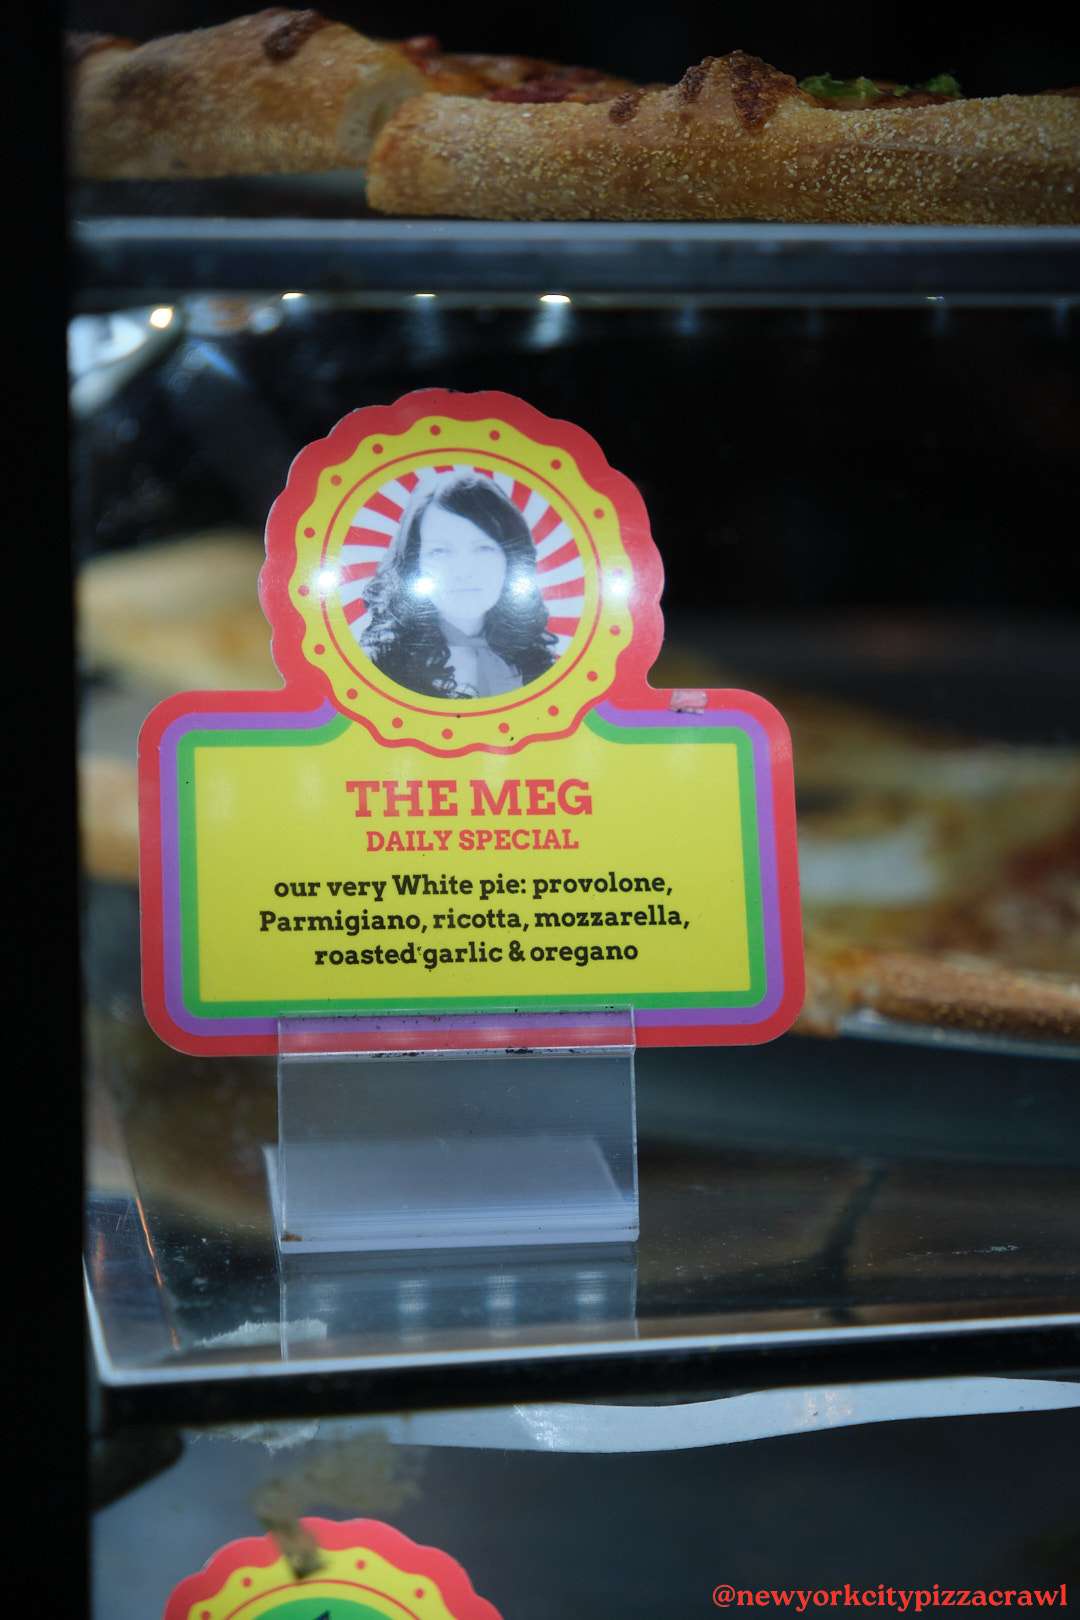 THE MEG
DAILY SPECIAL
our very White pie: provolone,
Parmigiano, ricotta, mozzarella,
roasted garlic & oregano
@newyorkcitypizzacrawl